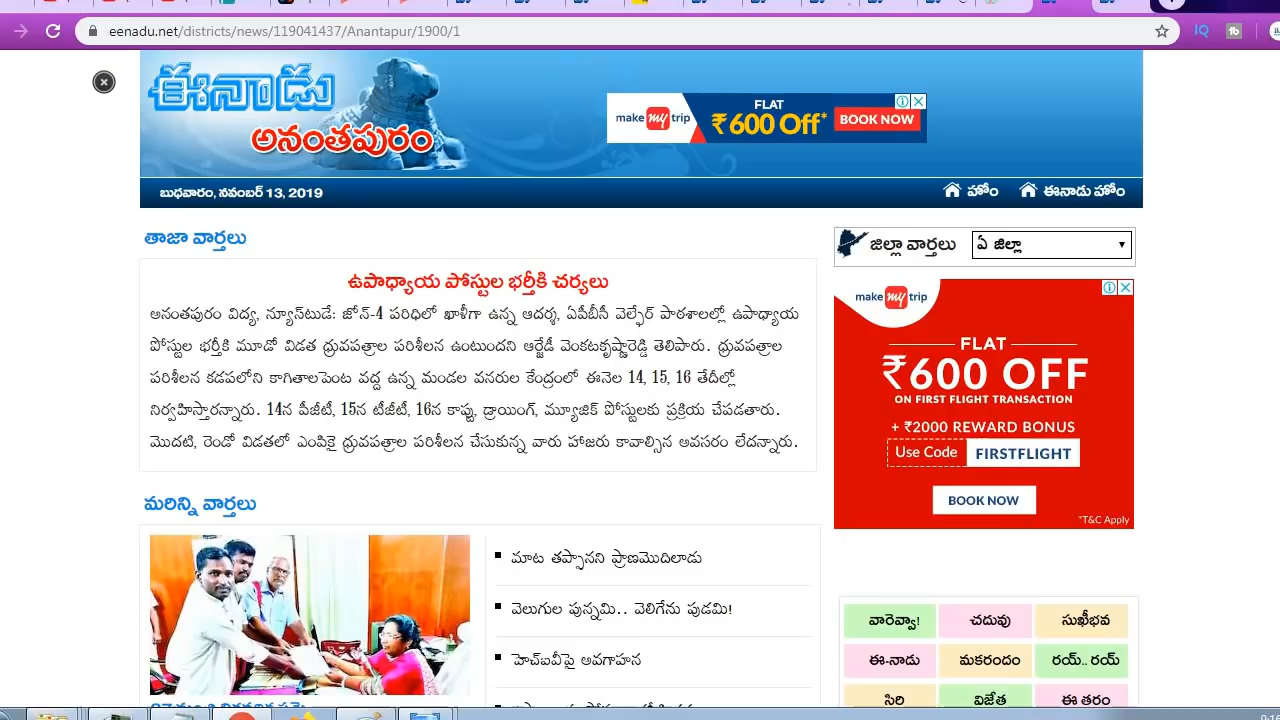 eenadu.net/districts/news/119041437/Anantapur/1900/1
IQ
ఈనాడు
అనంతపురం
make my trip
FLAT
₹600 Off*
BOOK NOW
బుధవారం, నవంబర్ 13, 2019
హోం
ఈనాడు హోం
తాజా వార్తలు
ఉపాధ్యాయ పోస్టుల భర్తీకి చర్యలు
అనంతపురం విద్య, న్యూస్‌టుడే: జోన్-4 పరిధిలో ఖాళీగా ఉన్న ఆదర్శ, ఏపీబీసీ వెల్ఫేర్ పాఠశాలల్లో ఉపాధ్యాయ
పోస్టుల భర్తీకి మూడో విడత ధ్రువపత్రాల పరిశీలన ఉంటుందని ఆర్జేడీ వెంకటకృష్ణారెడ్డి తెలిపారు. ధ్రువపత్రాల
పరిశీలన కడపలోని కాగితాలపెంట వద్ద ఉన్న మండల వనరుల కేంద్రంలో ఈనెల 14, 15, 16 తేదీల్లో
నిర్వహిస్తారన్నారు. 14న పీజీటీ, 15న టీజీటీ, 16న కాఫ్టు, డ్రాయింగ్, మ్యూజిక్ పోస్టులకు ప్రక్రియ చేపడతారు.
మొదటి, రెండో విడతలో ఎంపికై ధ్రువపత్రాల పరిశీలన చేసుకున్న వారు హాజరు కావాల్సిన అవసరం లేదన్నారు.
జిల్లా వార్తలు
ఏ జిల్లా
make my trip
FLAT
₹600 OFF
ON FIRST FLIGHT TRANSACTION
+ ₹2000 REWARD BONUS
Use Code FIRSTFLIGHT
BOOK NOW
*T&C Apply
మరిన్ని వార్తలు
మాట తప్పానని ప్రాణమొదిలాడు
వెలుగుల పున్నమి.. వెలిగేను పుడమి!
హెచ్‌ఐవీపై అవగాహన
వారెవ్వా! చదువు సుఖీభవ
ఈ-నాడు మకరందం రయ్.. రయ్
సిరి విజేత ఈ తరం